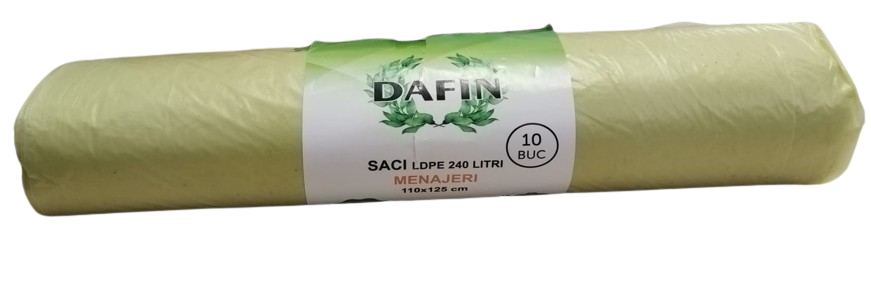 DAFIN
10
BUC
SACI LDPE 240 LITRI
MENAJERI
110x125 cm